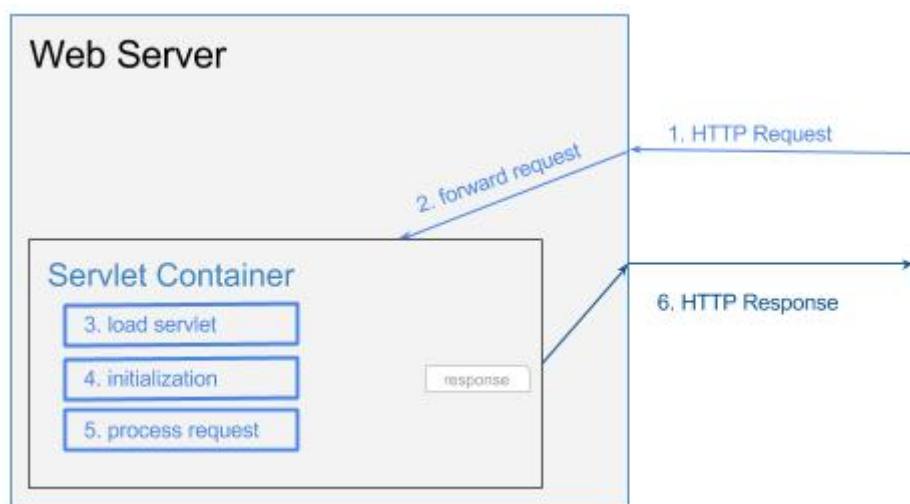 Web Server
1. HTTP Request
2. forward request
Servlet Container
6. HTTP Response
3. load servlet
4. initialization
response
5. process request